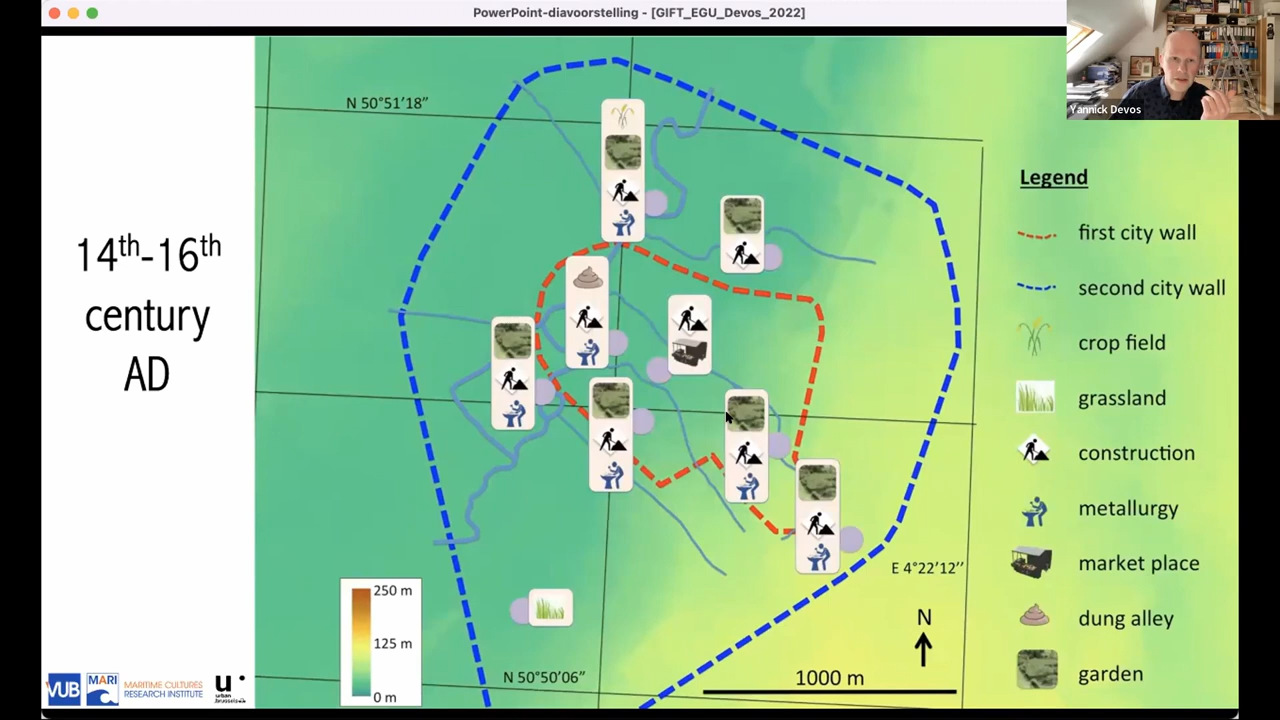 PowerPoint-diavoorstelling - [GIFT_EGU_Devos_2022]
Yannick Devos
14th-16th
century
AD
N 50°51’18”
Legend
first city wall
second city wall
crop field
grassland
construction
metallurgy
market place
dung alley
garden
E 4°22’12’’
N
1000 m
N 50°50’06”
250 m
125 m
0 m
VUB
MARI
MARITIME CULTURES
RESEARCH INSTITUTE
u
urban
.brussels